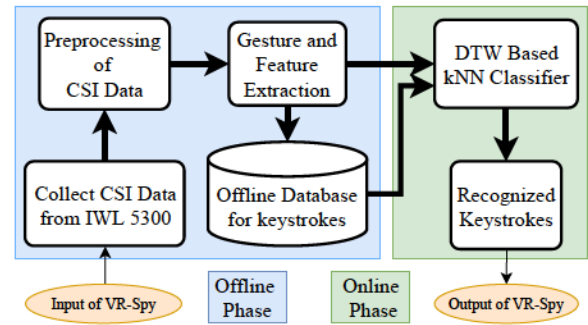 Preprocessing
of
CSI Data
Gesture and
Feature
Extraction
DTW Based
kNN Classifier
Collect CSI Data
from IWL 5300
Offline Database
for keystrokes
Recognized
Keystrokes
Input of VR-Spy
Offline
Phase
Online
Phase
Output of VR-Spy